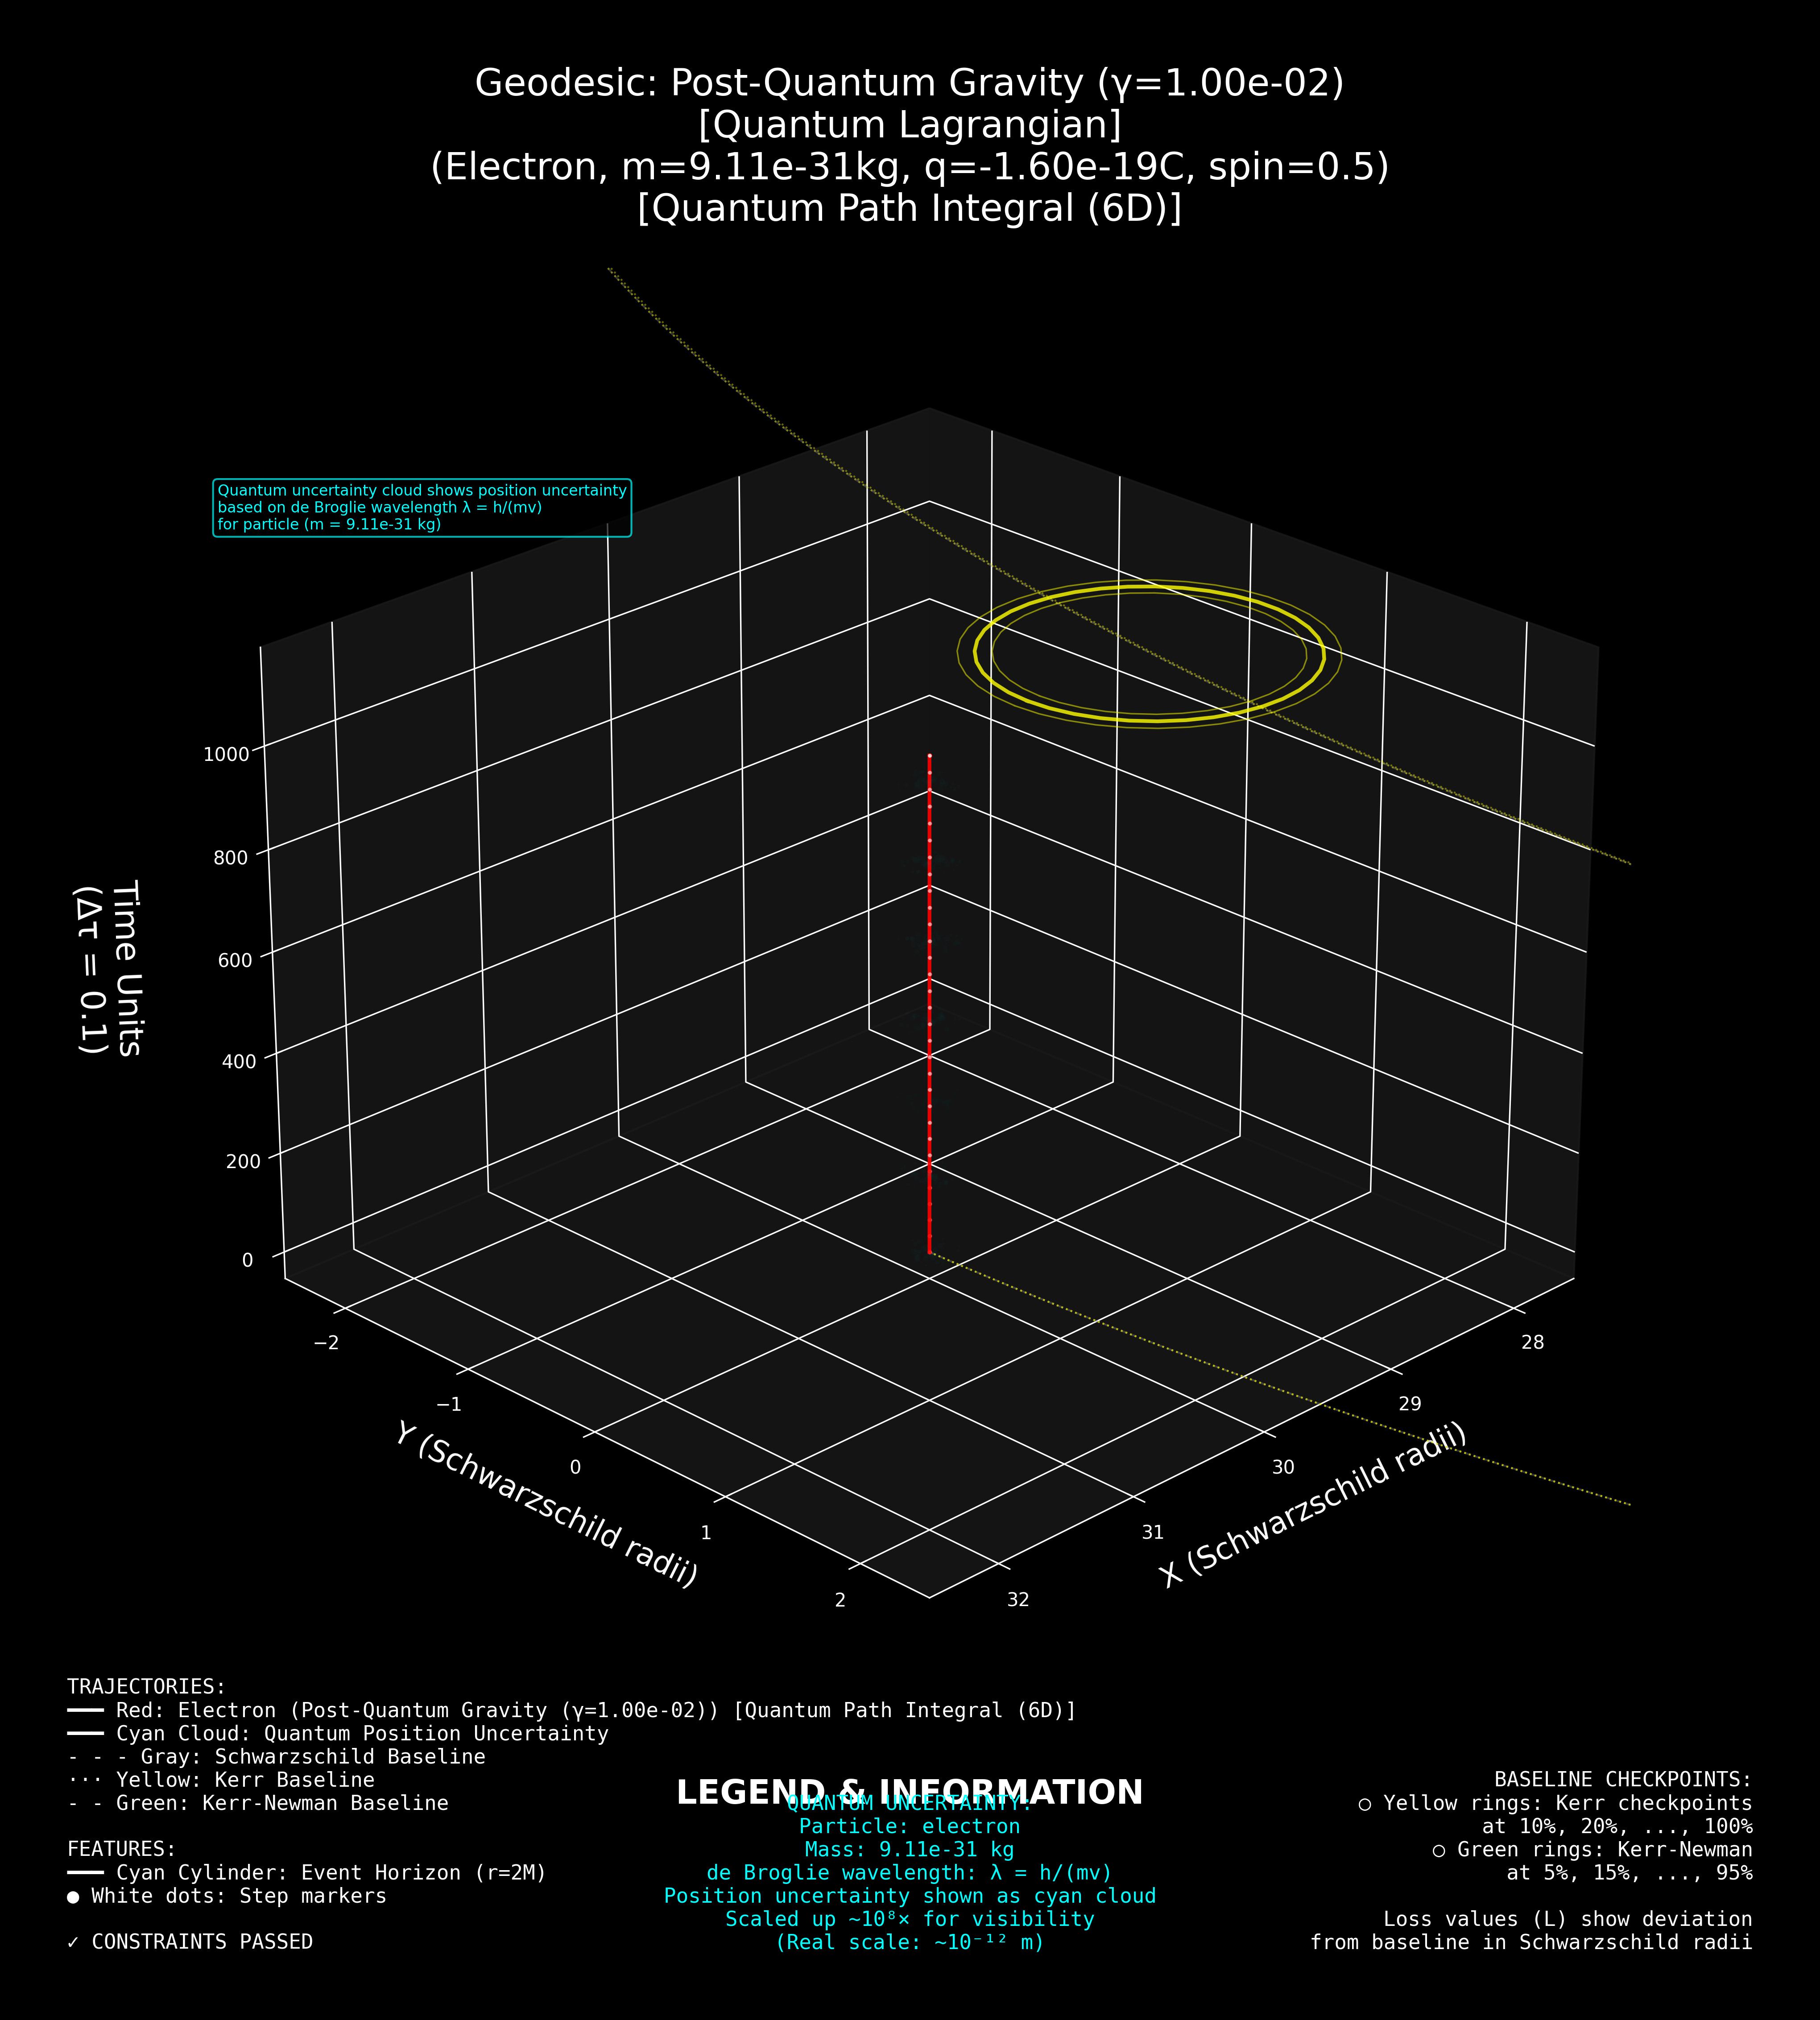 Geodesic: Post-Quantum Gravity (γ=1.00e-02)
[Quantum Lagrangian]
(Electron, m=9.11e-31kg, q=-1.60e-19C, spin=0.5)
[Quantum Path Integral (6D)]
Quantum uncertainty cloud shows position uncertainty
based on de Broglie wavelength λ = h/(mv)
for particle (m = 9.11e-31 kg)
1000
800
600
400
200
0
Time Units
(Δτ = 0.1)
−2
−1
0
1
2
Y (Schwarzschild radii)
28
29
30
31
32
X (Schwarzschild radii)
TRAJECTORIES:
━━━ Red: Electron (Post-Quantum Gravity (γ=1.00e-02)) [Quantum Path Integral (6D)]
━━━ Cyan Cloud: Quantum Position Uncertainty
- - - Gray: Schwarzschild Baseline
··· Yellow: Kerr Baseline
- - Green: Kerr-Newman Baseline
FEATURES:
━━━ Cyan Cylinder: Event Horizon (r=2M)
● White dots: Step markers
✓ CONSTRAINTS PASSED
LEGEND & INFORMATION
QUANTUM UNCERTAINTY:
Particle: electron
Mass: 9.11e-31 kg
de Broglie wavelength: λ = h/(mv)
Position uncertainty shown as cyan cloud
Scaled up ~10⁸× for visibility
(Real scale: ~10⁻¹² m)
BASELINE CHECKPOINTS:
○ Yellow rings: Kerr checkpoints
at 10%, 20%, ..., 100%
○ Green rings: Kerr-Newman
at 5%, 15%, ..., 95%
Loss values (L) show deviation
from baseline in Schwarzschild radii